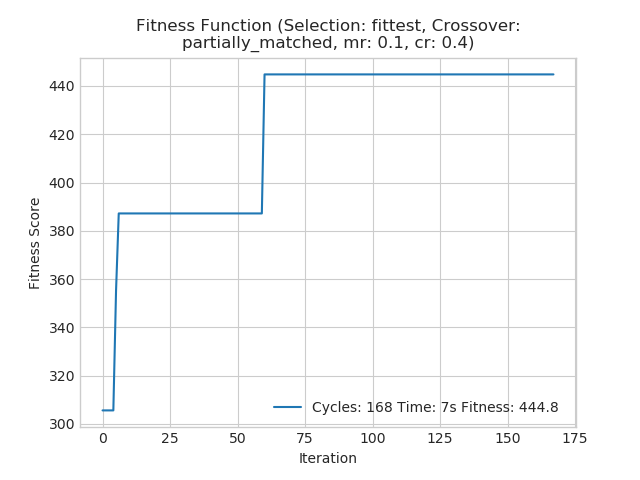 Fitness Function (Selection: fittest, Crossover:
partially_matched, mr: 0.1, cr: 0.4)
Fitness Score
440
420
400
380
360
340
320
300
Cycles: 168 Time: 7s Fitness: 444.8
0 25 50 75 100 125 150 175
Iteration